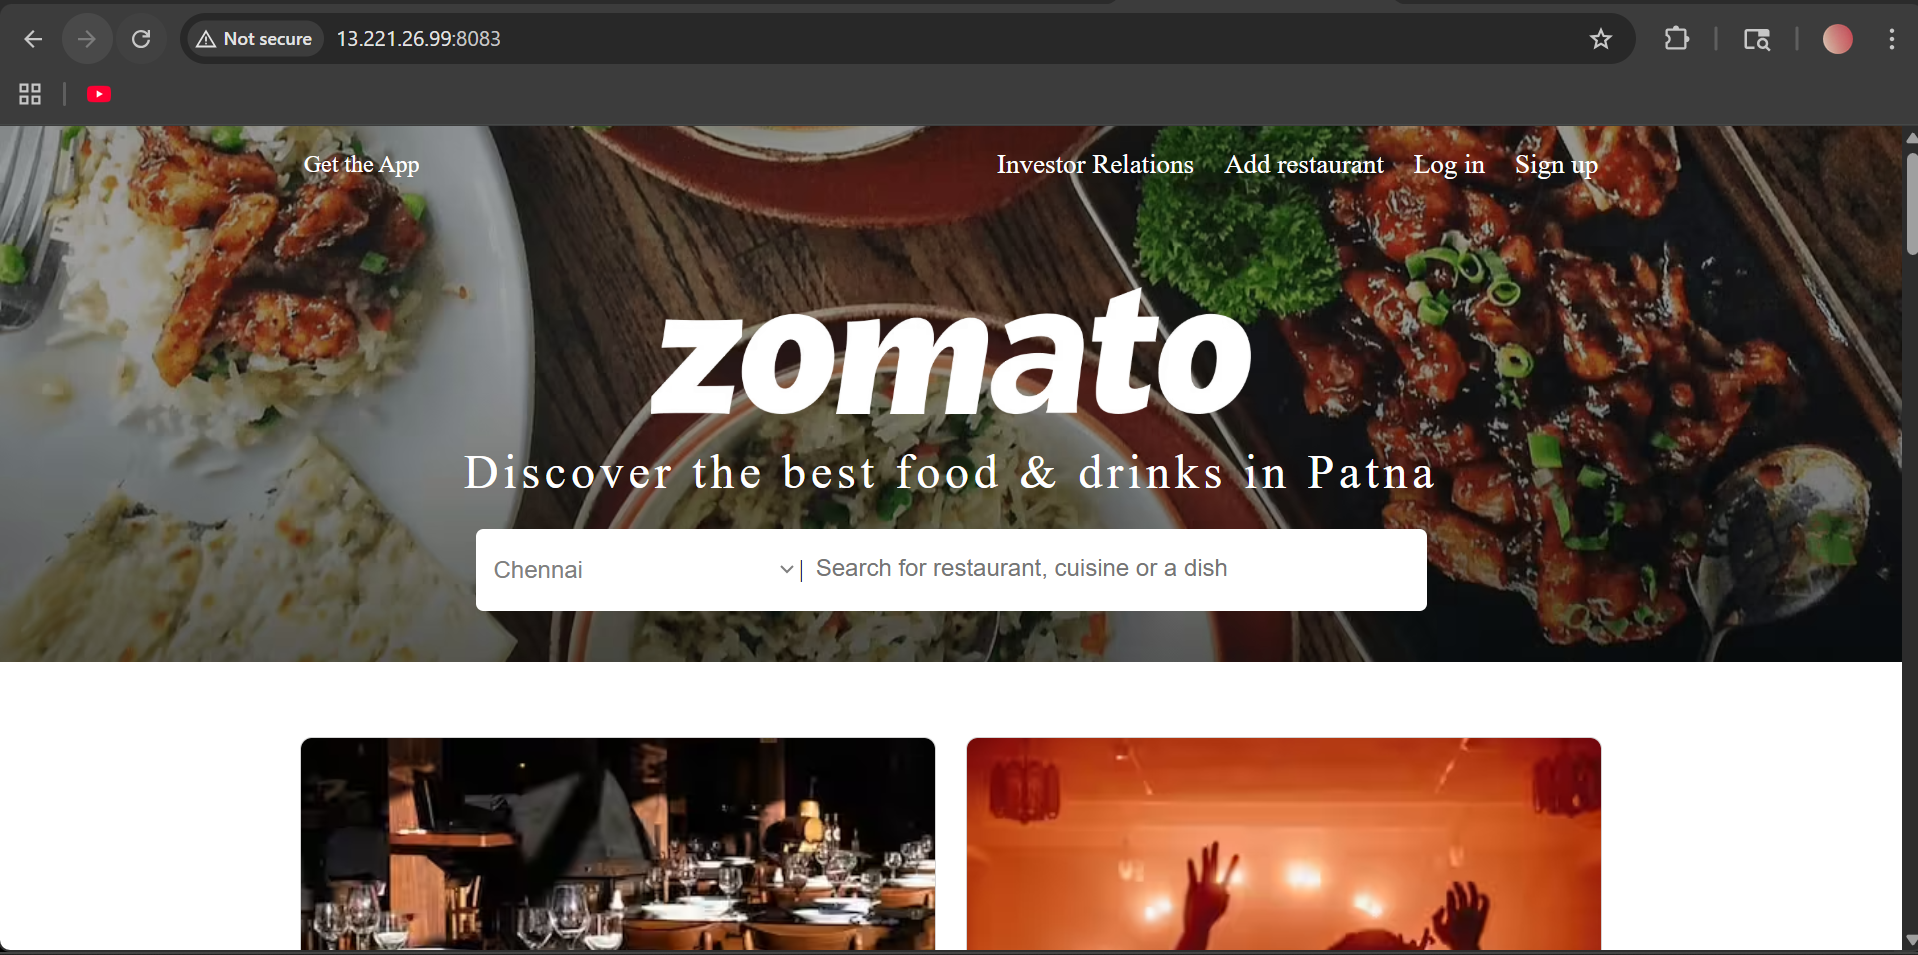 Not secure 13.221.26.99:8083
Get the App Investor Relations Add restaurant Log in Sign up
zomato
Discover the best food & drinks in Patna
Chennai | Search for restaurant, cuisine or a dish